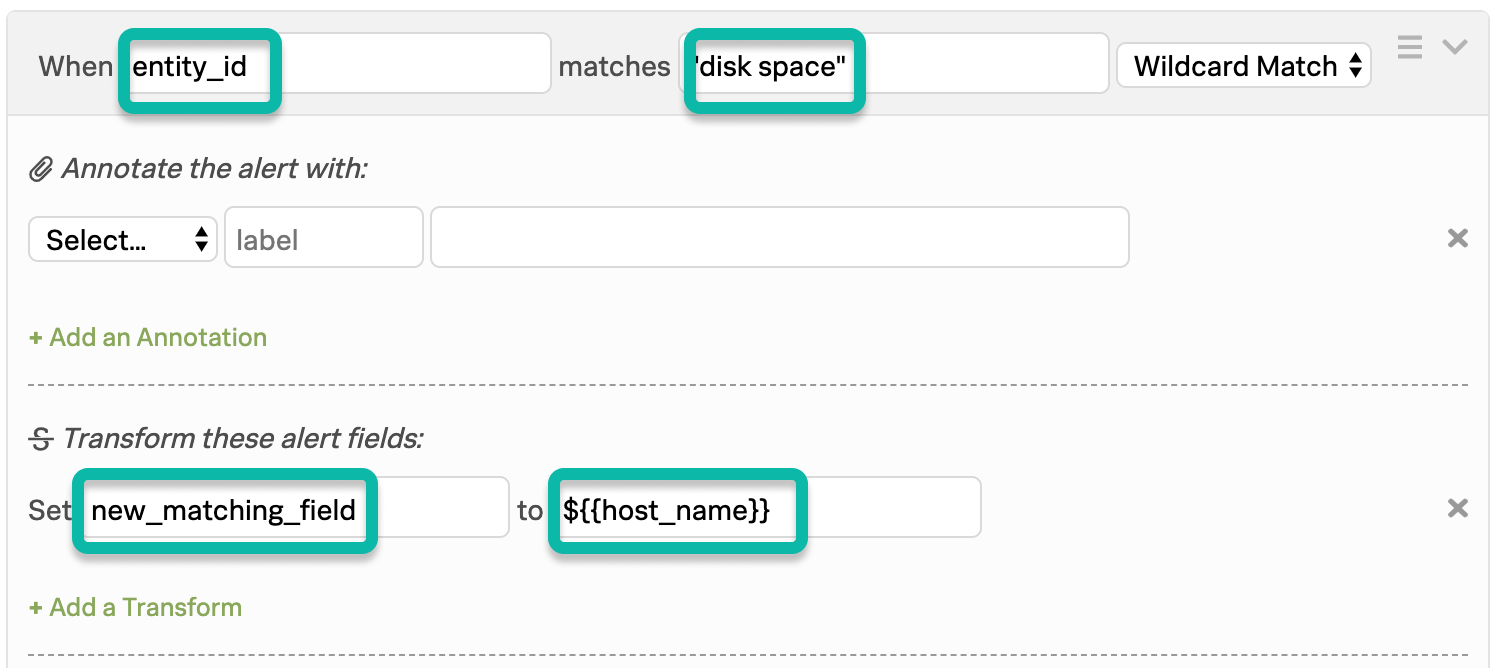 When entity_id matches "disk space" Wildcard Match
Annotate the alert with:
Select... label
+ Add an Annotation
Transform these alert fields:
Set new_matching_field to ${{host_name}}
+ Add a Transform